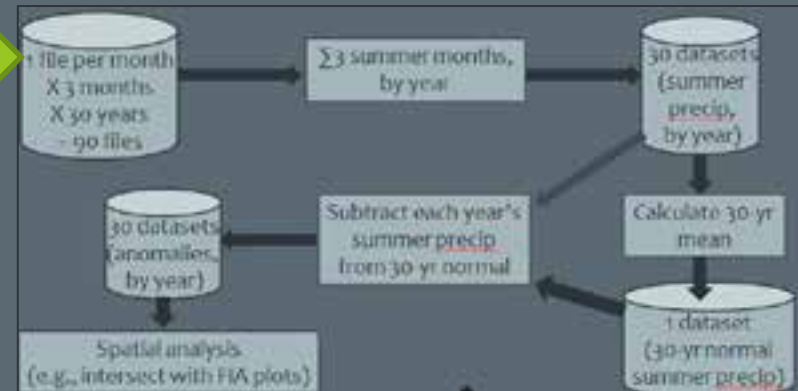 1 file per month
X 3 months
X 30 years
- 90 files
∑3 summer months,
by year
30 datasets
(summer
precip,
by year)
Calculate 30-yr
mean
1 dataset
(30-yr normal
summer precip)
Subtract each year's
summer precip
from 30-yr normal
30 datasets
(anomalies,
by year)
Spatial analysis
(e.g., intersect with FIA plots)